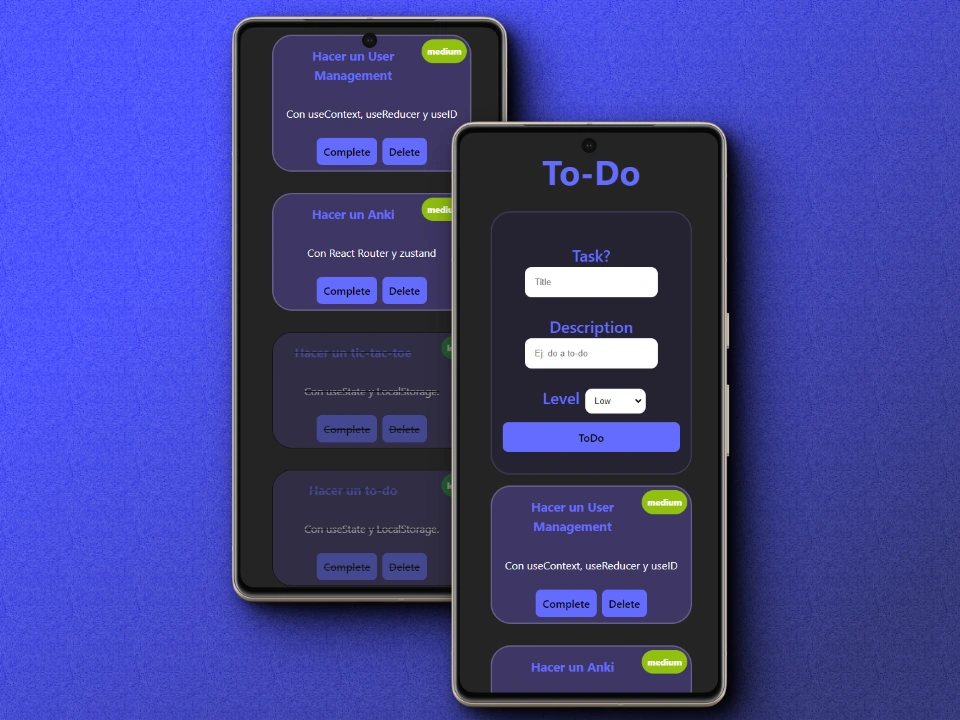 Hacer un User
Management
medium
Con useContext, useReducer y useID
Complete Delete
Hacer un Anki
Con React Router y zustand
Complete Delete
Hacer un tic-tac-toe
Con useState y LocalStorage.
Complete Delete
Hacer un to-do
Con useState y LocalStorage.
Complete Delete
To-Do
Task?
Title
Description
Ej: do a to-do
Level Low
ToDo
Hacer un User
Management
medium
Con useContext, useReducer y useID
Complete Delete
Hacer un Anki
medium